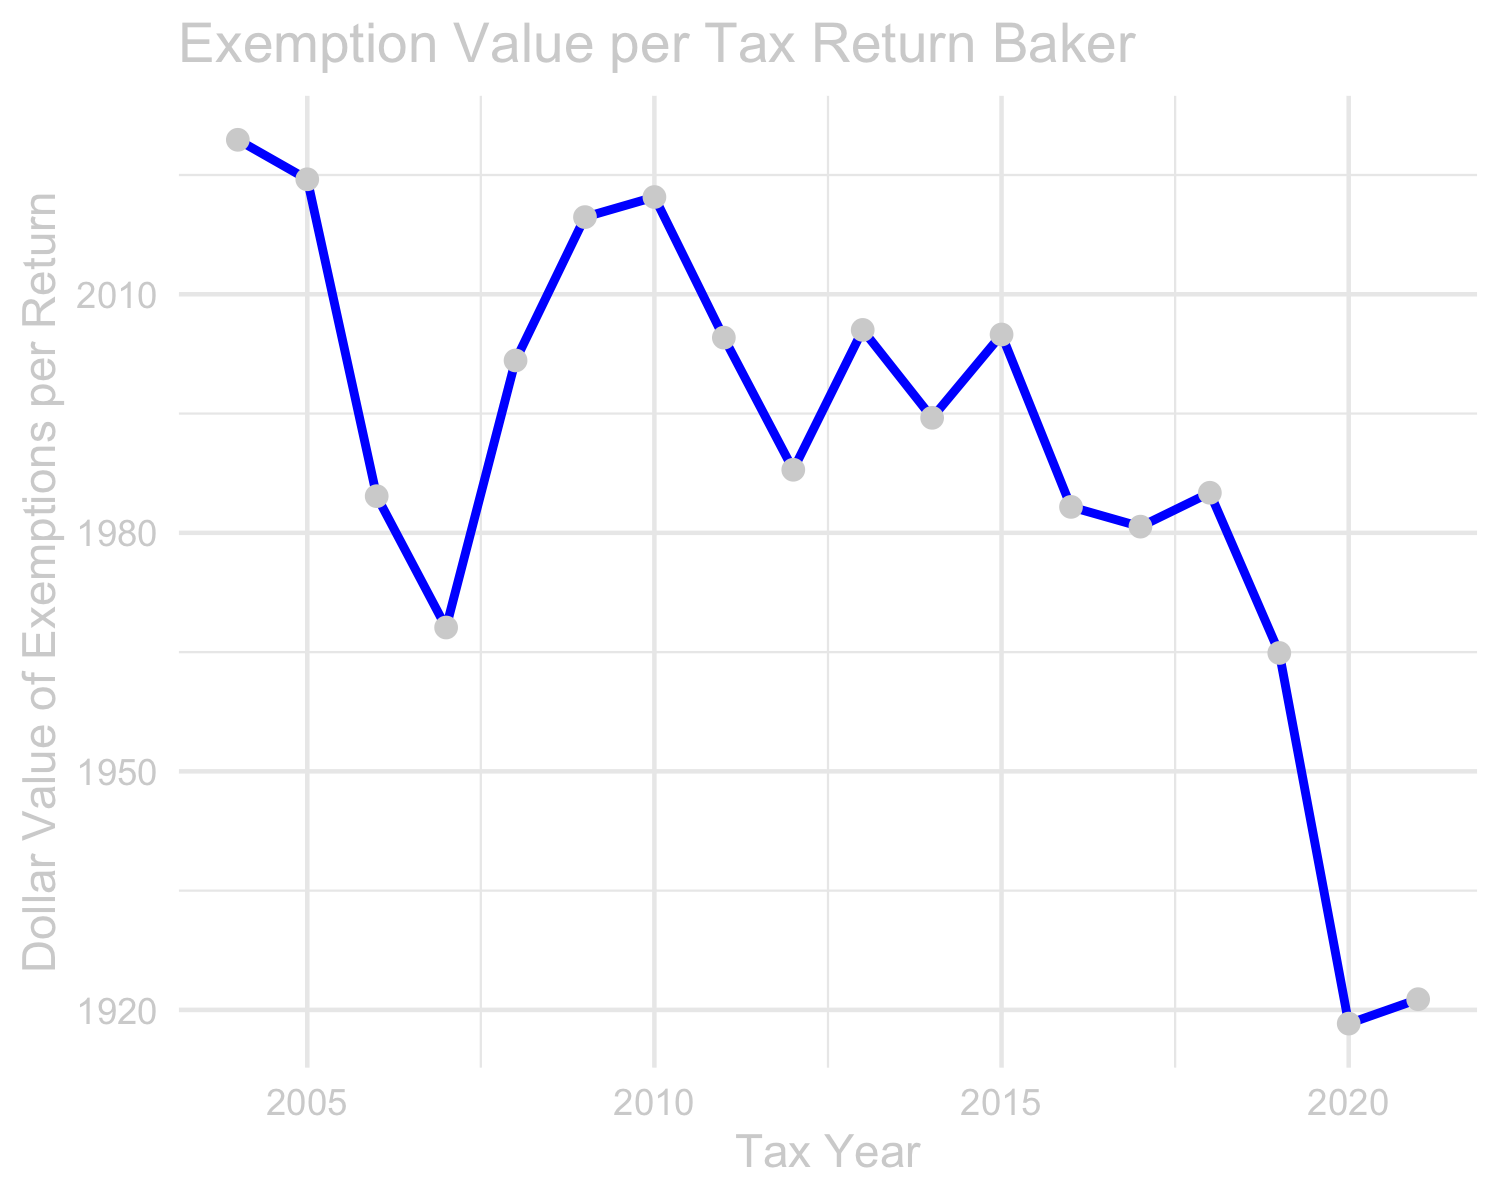 Exemption Value per Tax Return Baker
Dollar Value of Exemptions per Return
2010
1980
1950
1920
2005
2010
2015
2020
Tax Year